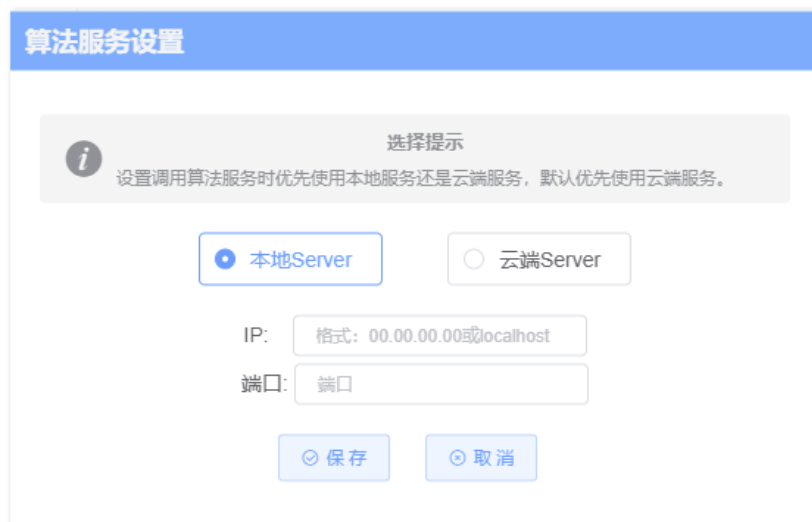 算法服务设置
选择提示
设置调用算法服务时优先使用本地服务还是云端服务，默认优先使用云端服务。
本地Server
云端Server
IP:
格式：00.00.00.00或localhost
端口:
端口
保存
取消